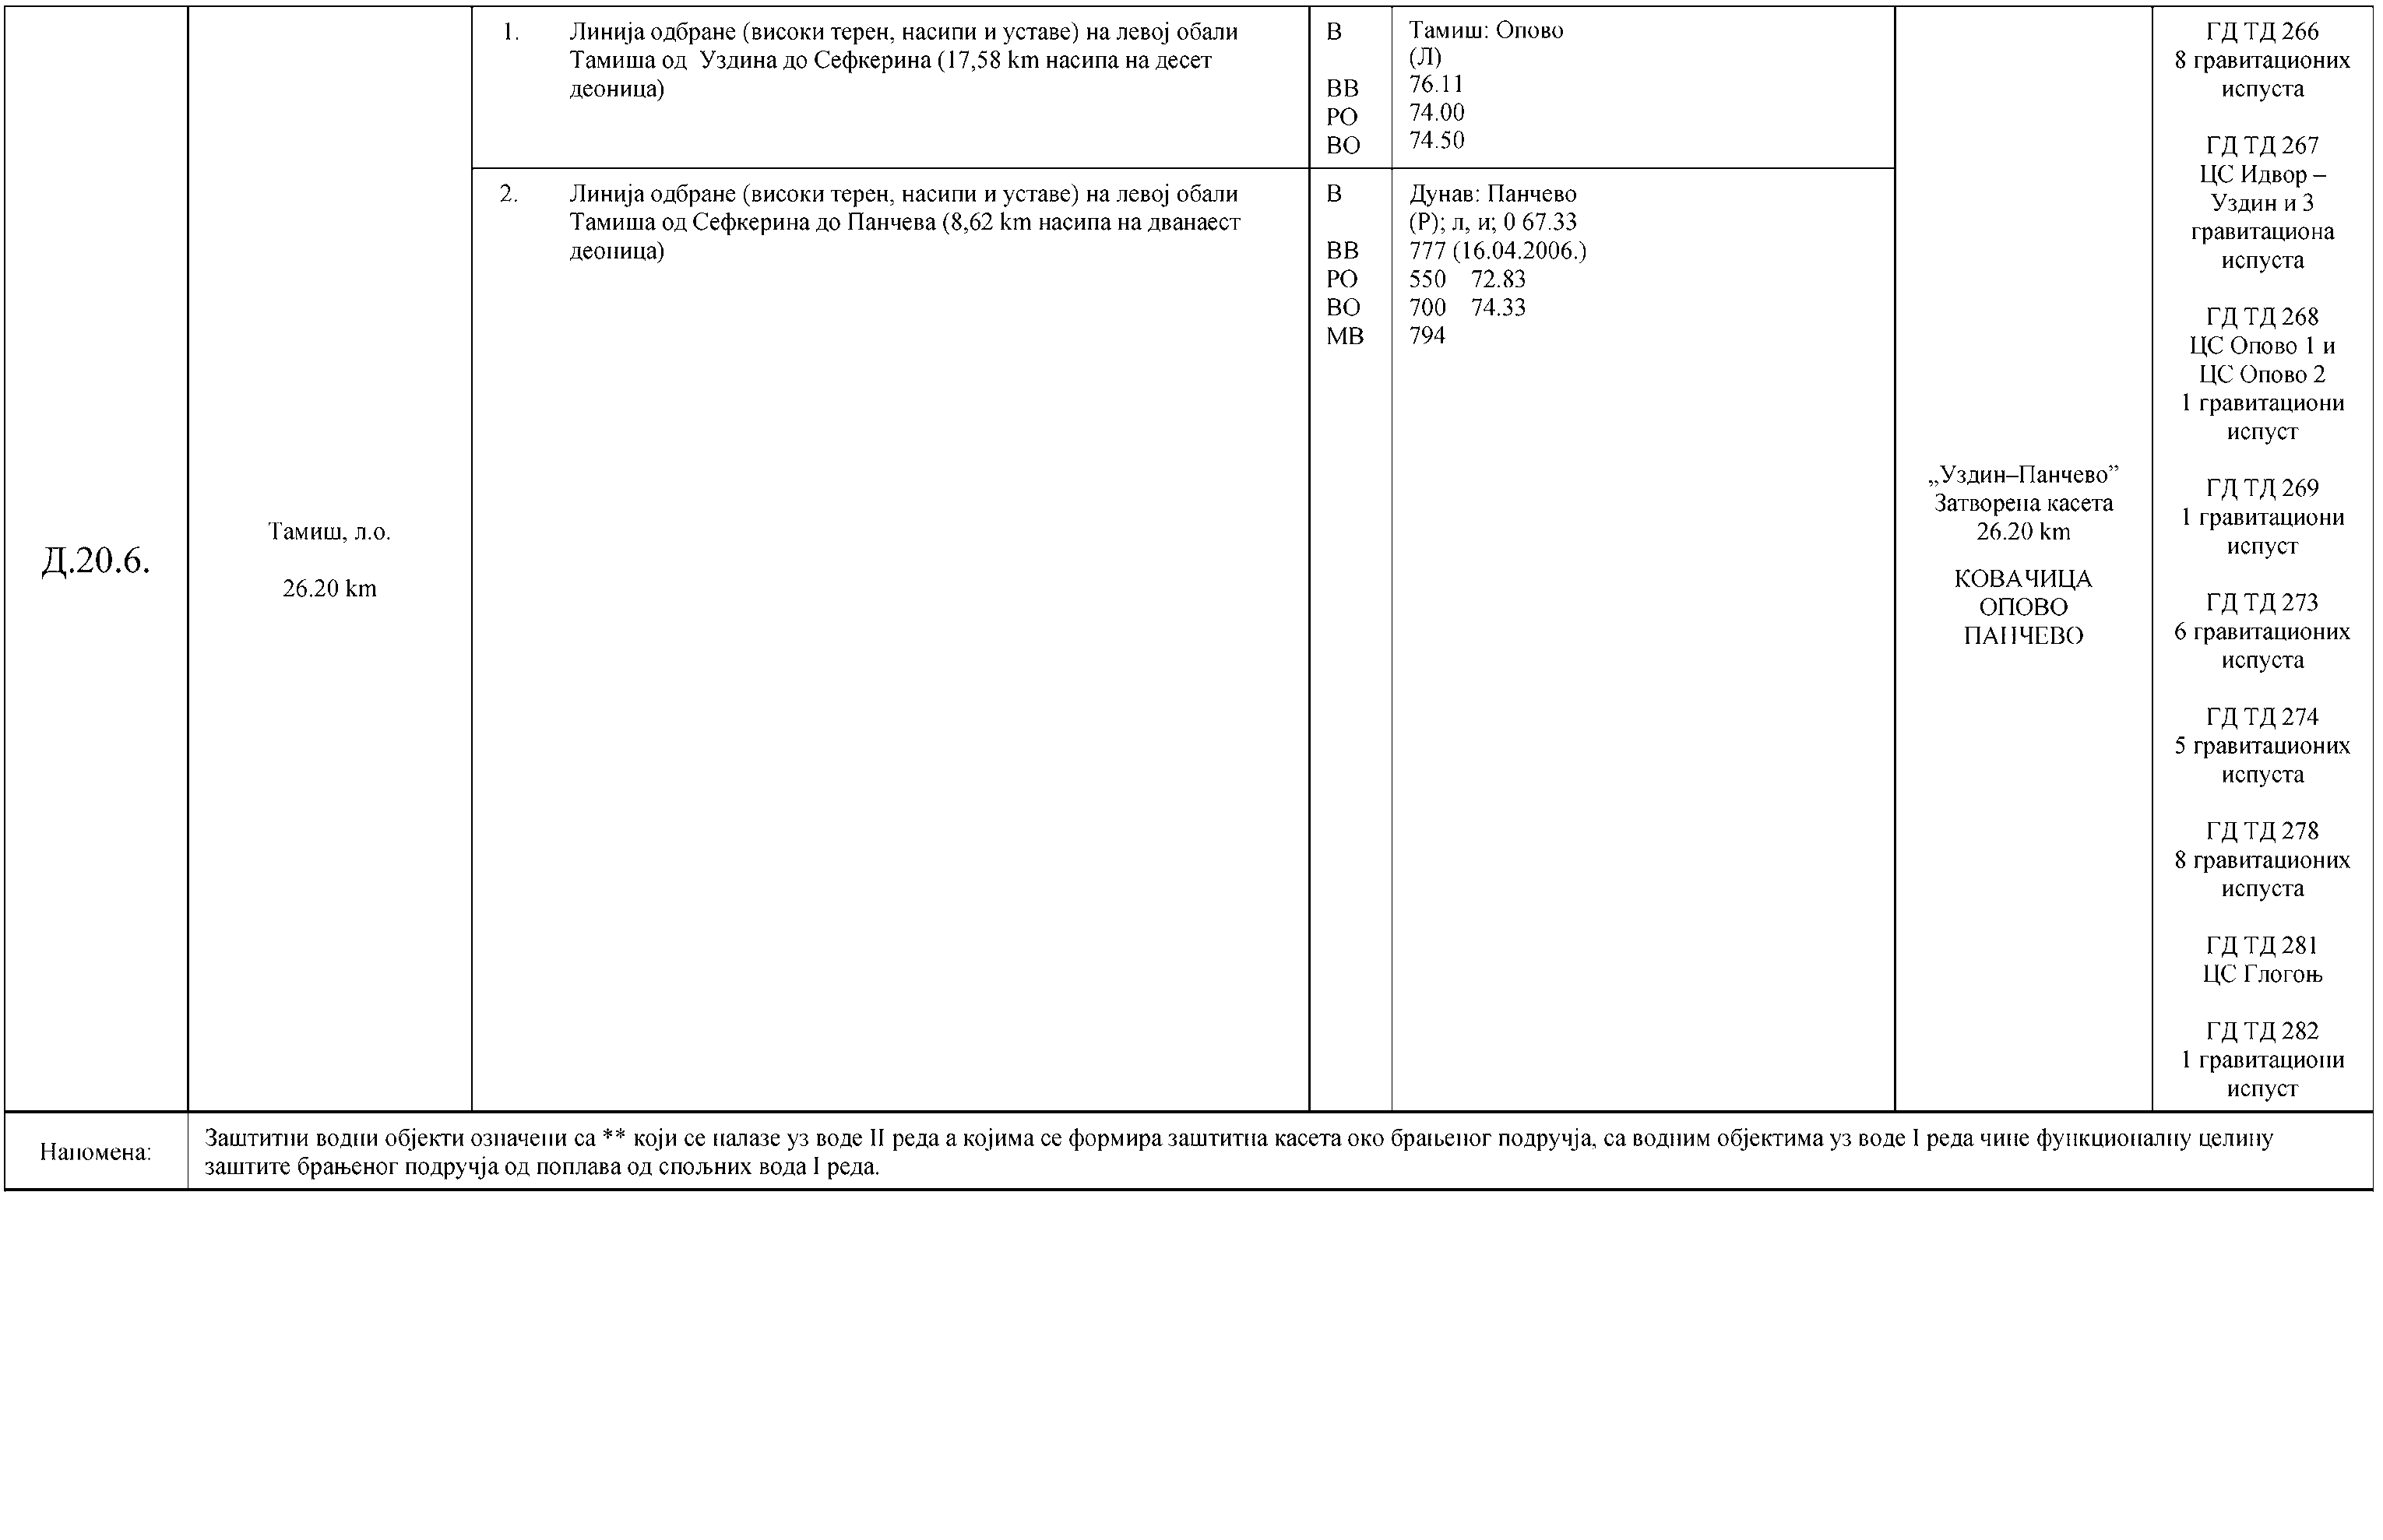 Д.20.6.
Тамиш, л.о.
26.20 km
1. Линија одбране (високи терен, насипи и уставе) на левој обали
Тамиша од Уздина до Сефкерина (17,58 km насипа на десет
деоница)
В Тамиш: Опово
(Л)
ВВ 76.11
РО 74.00
ВО 74.50
2. Линија одбране (високи терен, насипи и уставе) на левој обали
Тамиша од Сефкерина до Панчева (8,62 km насипа на дванаест
деоница)
В Дунав: Панчево
(Р); л, и; 0 67.33
ВВ 777 (16.04.2006.)
РО 550 72.83
ВО 700 74.33
МВ 794
„Уздин–Панчево”
Затворена касета
26.20 km
КОВАЧИЦА
ОПОВО
ПАНЧЕВО
ГД ТД 266
8 гравитационих
испуста
ГД ТД 267
ЦС Идвор –
Уздин и 3
гравитациона
испуста
ГД ТД 268
ЦС Опово 1 и
ЦС Опово 2
1 гравитациони
испуст
ГД ТД 269
1 гравитациони
испуст
ГД ТД 273
6 гравитационих
испуста
ГД ТД 274
5 гравитационих
испуста
ГД ТД 278
8 гравитационих
испуста
ГД ТД 281
ЦС Глогоњ
ГД ТД 282
1 гравитациони
испуст
Напомена:
Заштитни водни објекти означени са ** који се налазе уз воде II реда а којима се формира заштитна касета око брањеног подручја, са водним објектима уз воде I реда чине функционалну целину
заштите брањеног подручја од поплава од спољних вода I реда.